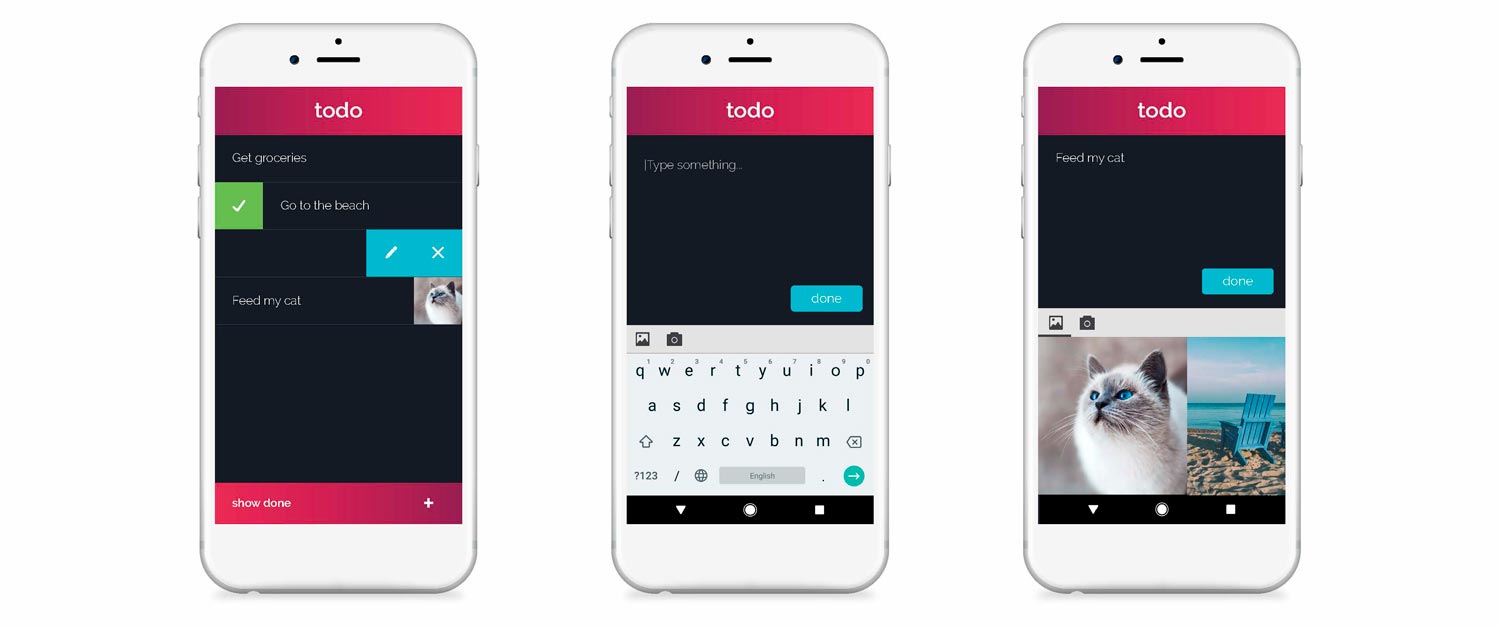 todo
Get groceries
Go to the beach
Feed my cat
show done
todo
Type something...
done
1 2 3 4 5 6 7 8 9 0
q w e r t y u i o p
a s d f g h j k l
z x c v b n m
?123 / English .
todo
Feed my cat
done